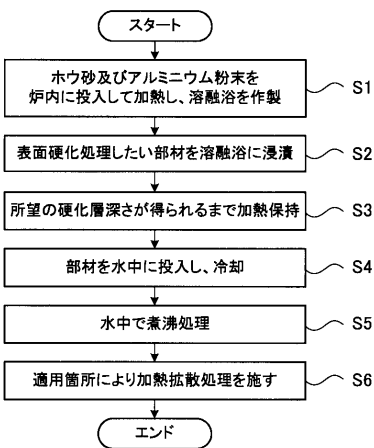 スタート
ホウ砂及びアルミニウム粉末を
炉内に投入して加熱し、溶融浴を作製
S1
表面硬化処理したい部材を溶融浴に浸漬
S2
所望の硬化層深さが得られるまで加熱保持
S3
部材を水中に投入し、冷却
S4
水中で煮沸処理
S5
適用箇所により加熱拡散処理を施す
S6
エンド